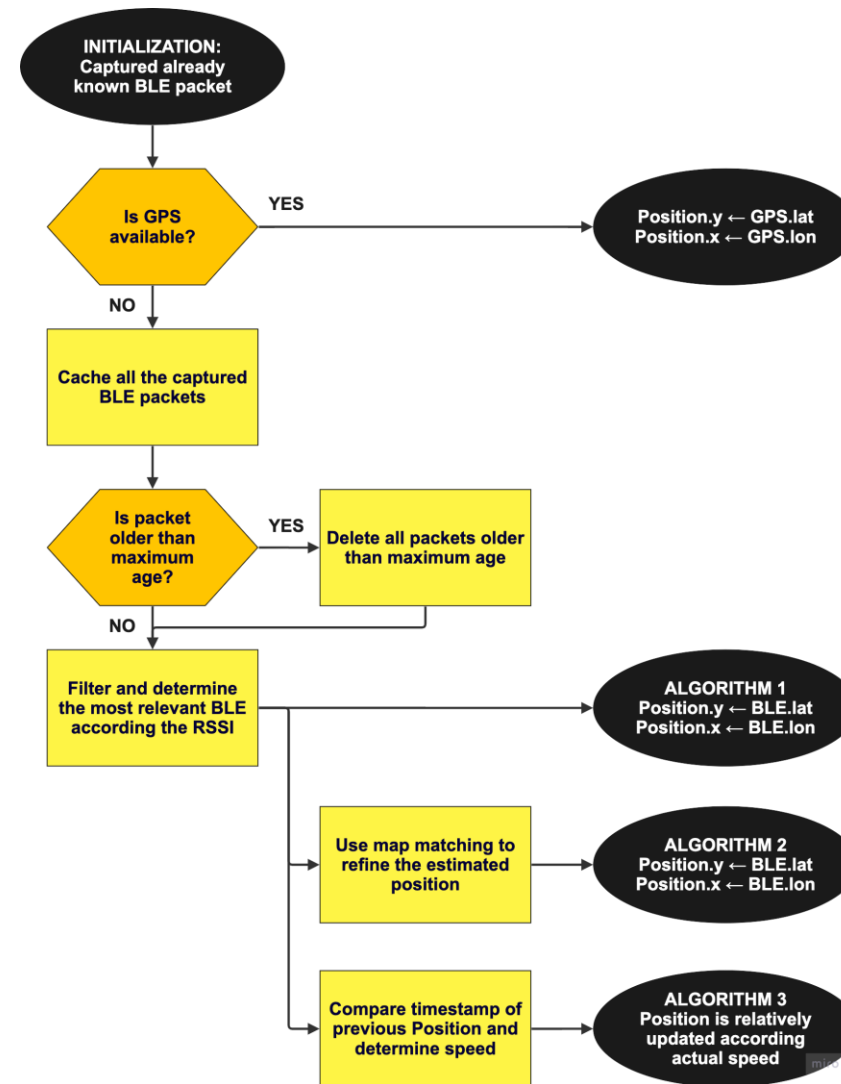 INITIALIZATION:
Captured already
known BLE packet
Is GPS
available?
YES
Position.y ← GPS.lat
Position.x ← GPS.lon
NO
Cache all the captured
BLE packets
Is packet
older than
maximum
age?
YES
Delete all packets older
than maximum age
NO
Filter and determine
the most relevant BLE
according the RSSI
ALGORITHM 1
Position.y ← BLE.lat
Position.x ← BLE.lon
Use map matching to
refine the estimated
position
ALGORITHM 2
Position.y ← BLE.lat
Position.x ← BLE.lon
Compare timestamp of
previous Position and
determine speed
ALGORITHM 3
Position is relatively
updated according
actual speed
miro